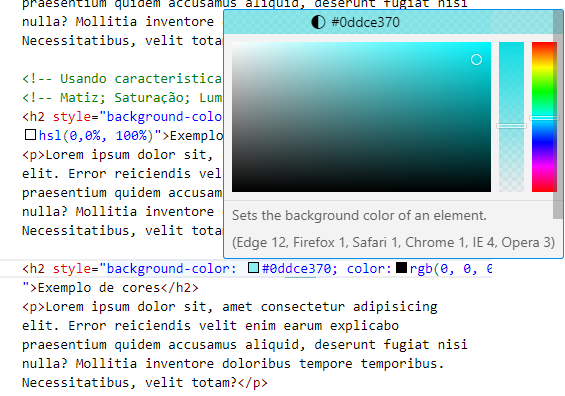 praesentium quidem accusamus aliquid, deserunt fugiat nisi
nulla? Mollitia inventore
Necessitatibus, velit totam
#0ddce370
<!-- Usando caracteristica
<!-- Matiz; Saturação; Lum
<h2 style="background-colo
hsl(0,0%, 100%)">Exemplo
<p>Lorem ipsum dolor sit,
elit. Error reiciendis vel
praesentium quidem accusam
nulla? Mollitia inventore
Necessitatibus, velit totam
Sets the background color of an element.
(Edge 12, Firefox 1, Safari 1, Chrome 1, IE 4, Opera 3)
<h2 style="background-color: #0ddce370; color: rgb(0, 0, 0
">Exemplo de cores</h2>
<p>Lorem ipsum dolor sit, amet consectetur adipisicing
elit. Error reiciendis velit enim earum explicabo
praesentium quidem accusamus aliquid, deserunt fugiat nisi
nulla? Mollitia inventore doloribus tempore temporibus.
Necessitatibus, velit totam?</p>